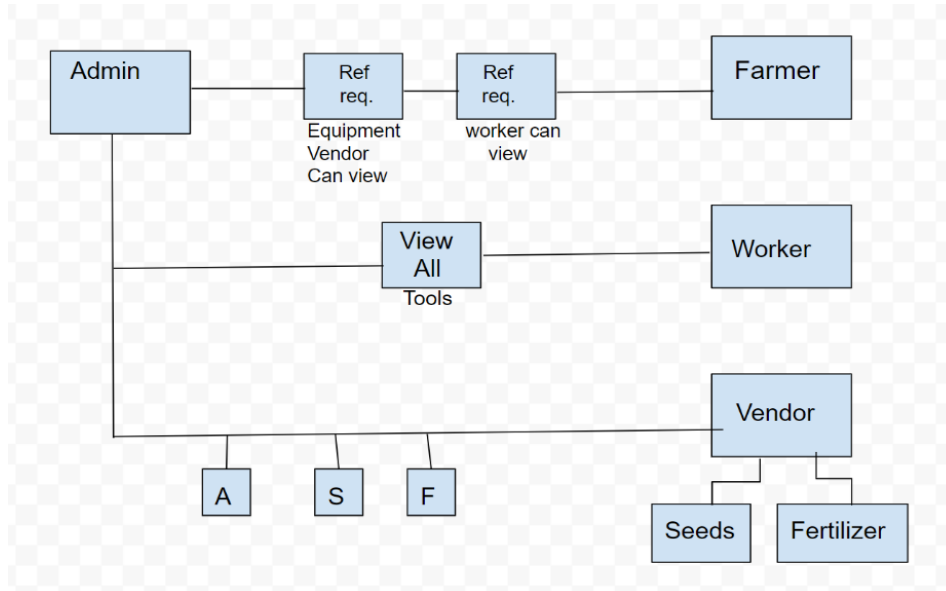 Admin
Ref
req.
Equipment
Vendor
Can view
Ref
req.
worker can
view
Farmer
View
All
Tools
Worker
Vendor
A
S
F
Seeds
Fertilizer